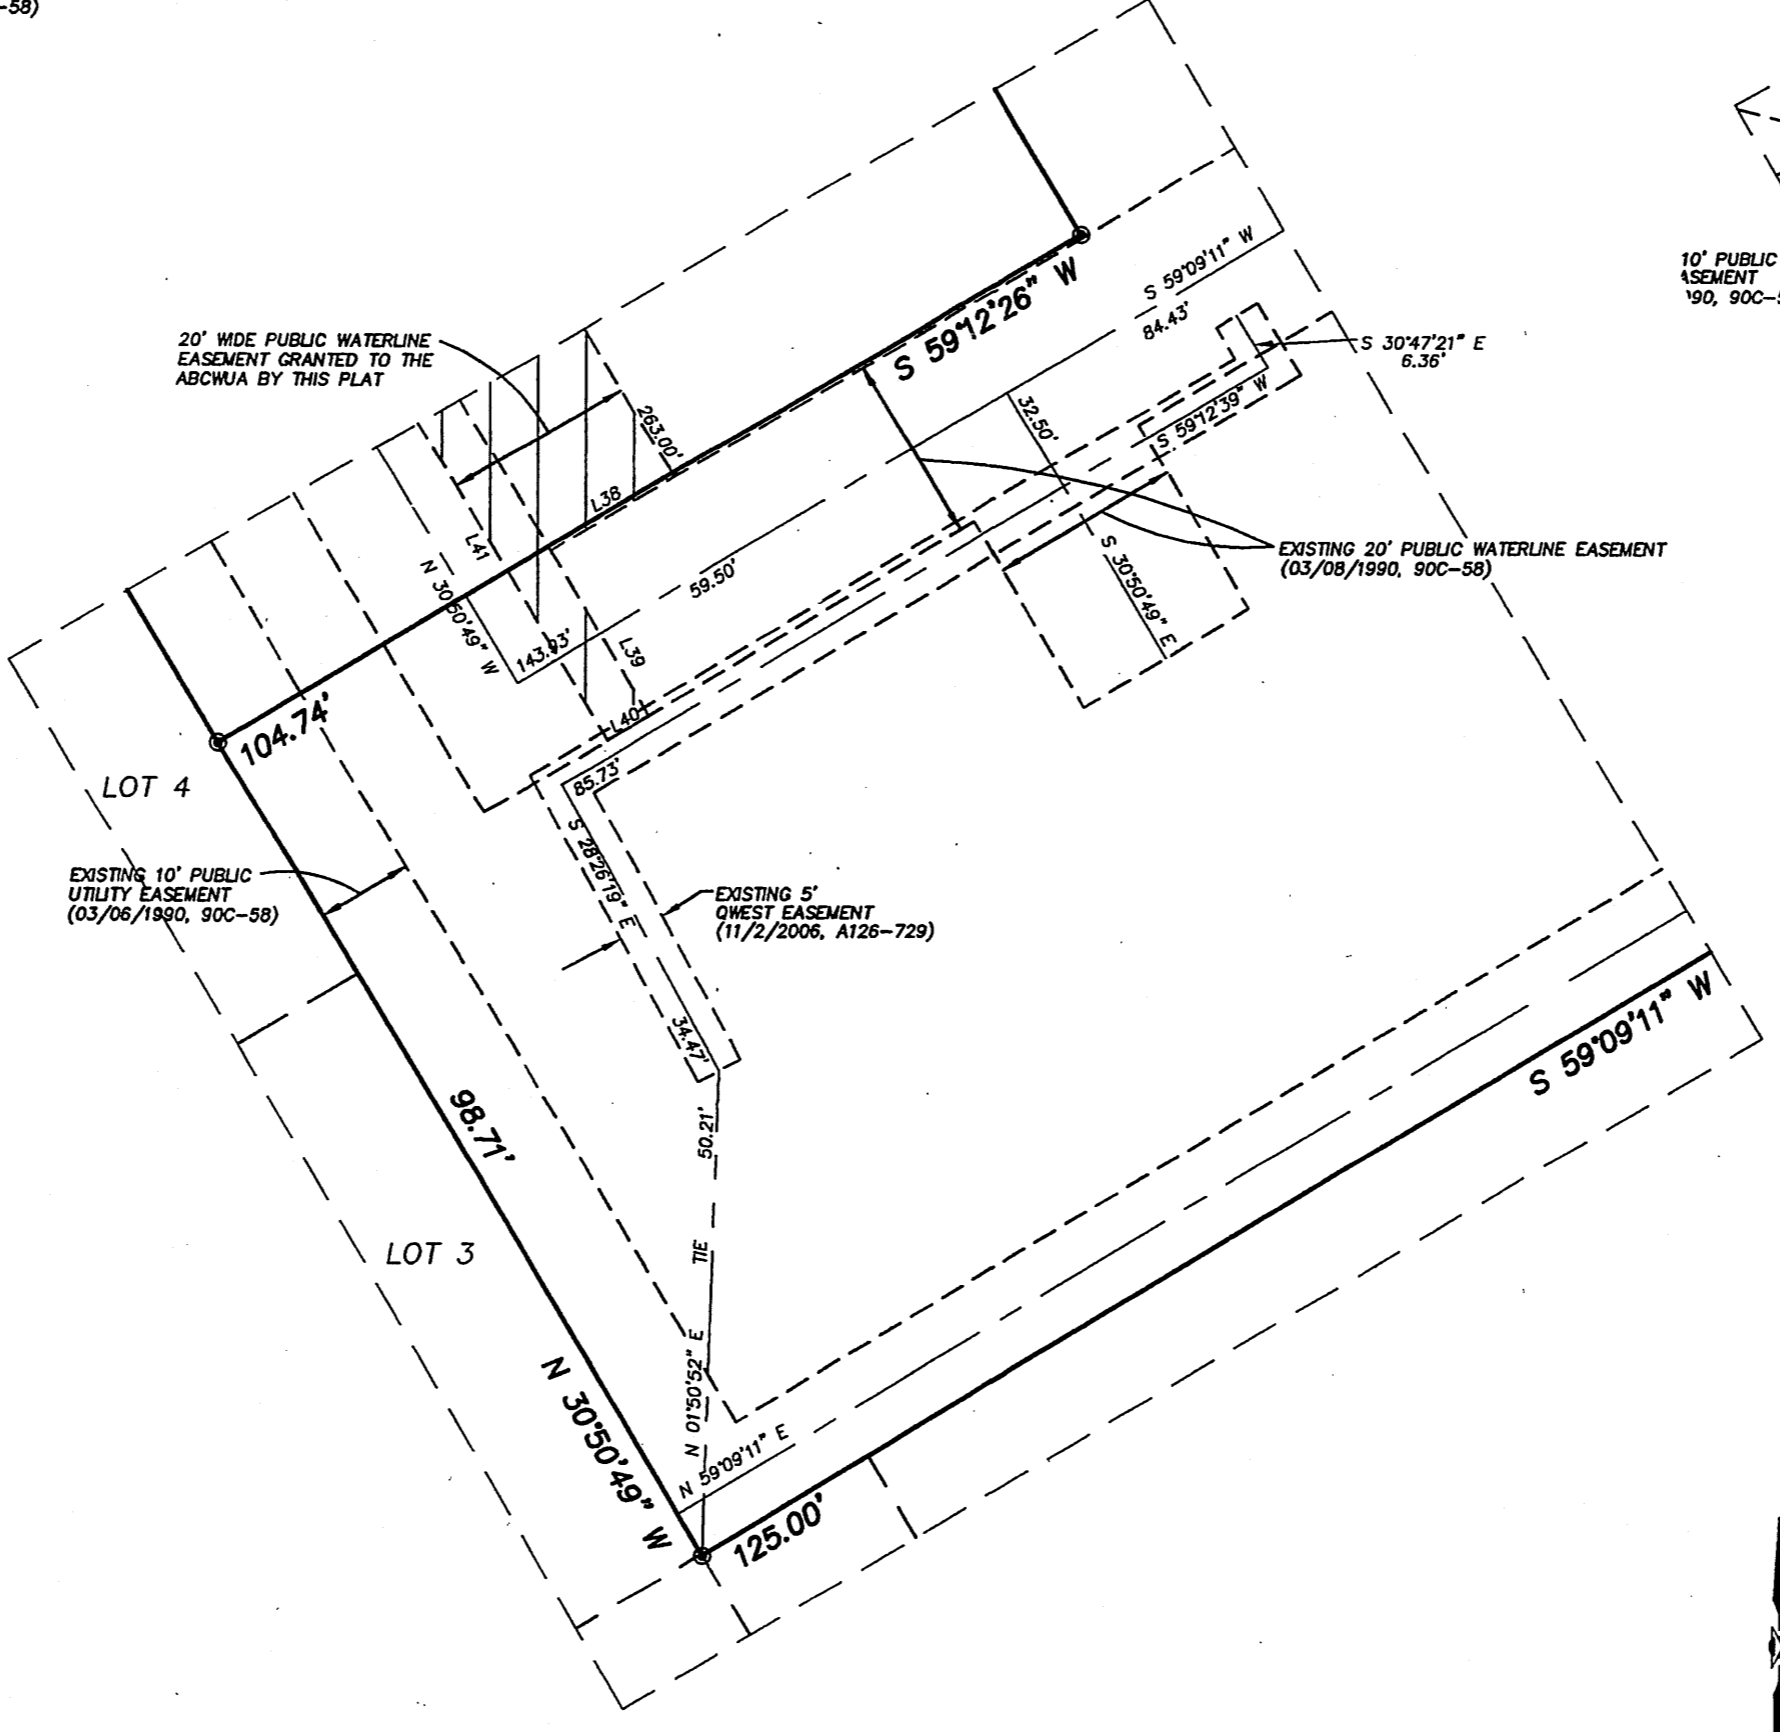 -58)
20' WIDE PUBLIC WATERLINE
EASEMENT GRANTED TO THE
ABCWUA BY THIS PLAT
S 59°12'26" W
S 59°09'11" W
84.43'
10' PUBLIC
ASEMENT
'90, 90C-5
S 30°47'21" E
6.36'
263.00'
32.50'
S 59°12'39" W
L38
L41
N 30°50'49" W
59.50'
143.93'
L39
L40
S 30°50'49" E
EXISTING 20' PUBLIC WATERLINE EASEMENT
(03/08/1990, 90C-58)
104.74'
LOT 4
85.73'
S 28°26'19" E
EXISTING 10' PUBLIC
UTILITY EASEMENT
(03/06/1990, 90C-58)
EXISTING 5'
QWEST EASEMENT
(11/2/2006, A126-729)
34.47'
S 59°09'11" W
98.71'
50.21'
TIE
LOT 3
N 01°50'52" E
N 30°50'49" W
N 59°09'11" E
125.00'